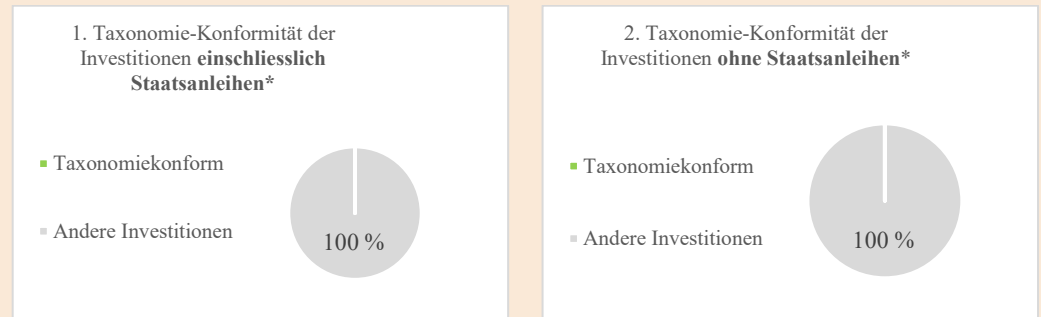 1. Taxonomie-Konformität der
Investitionen einschliesslich
Staatsanleihen*
Taxonomiekonform
Andere Investitionen
100 %
2. Taxonomie-Konformität der
Investitionen ohne Staatsanleihen*
Taxonomiekonform
Andere Investitionen
100 %